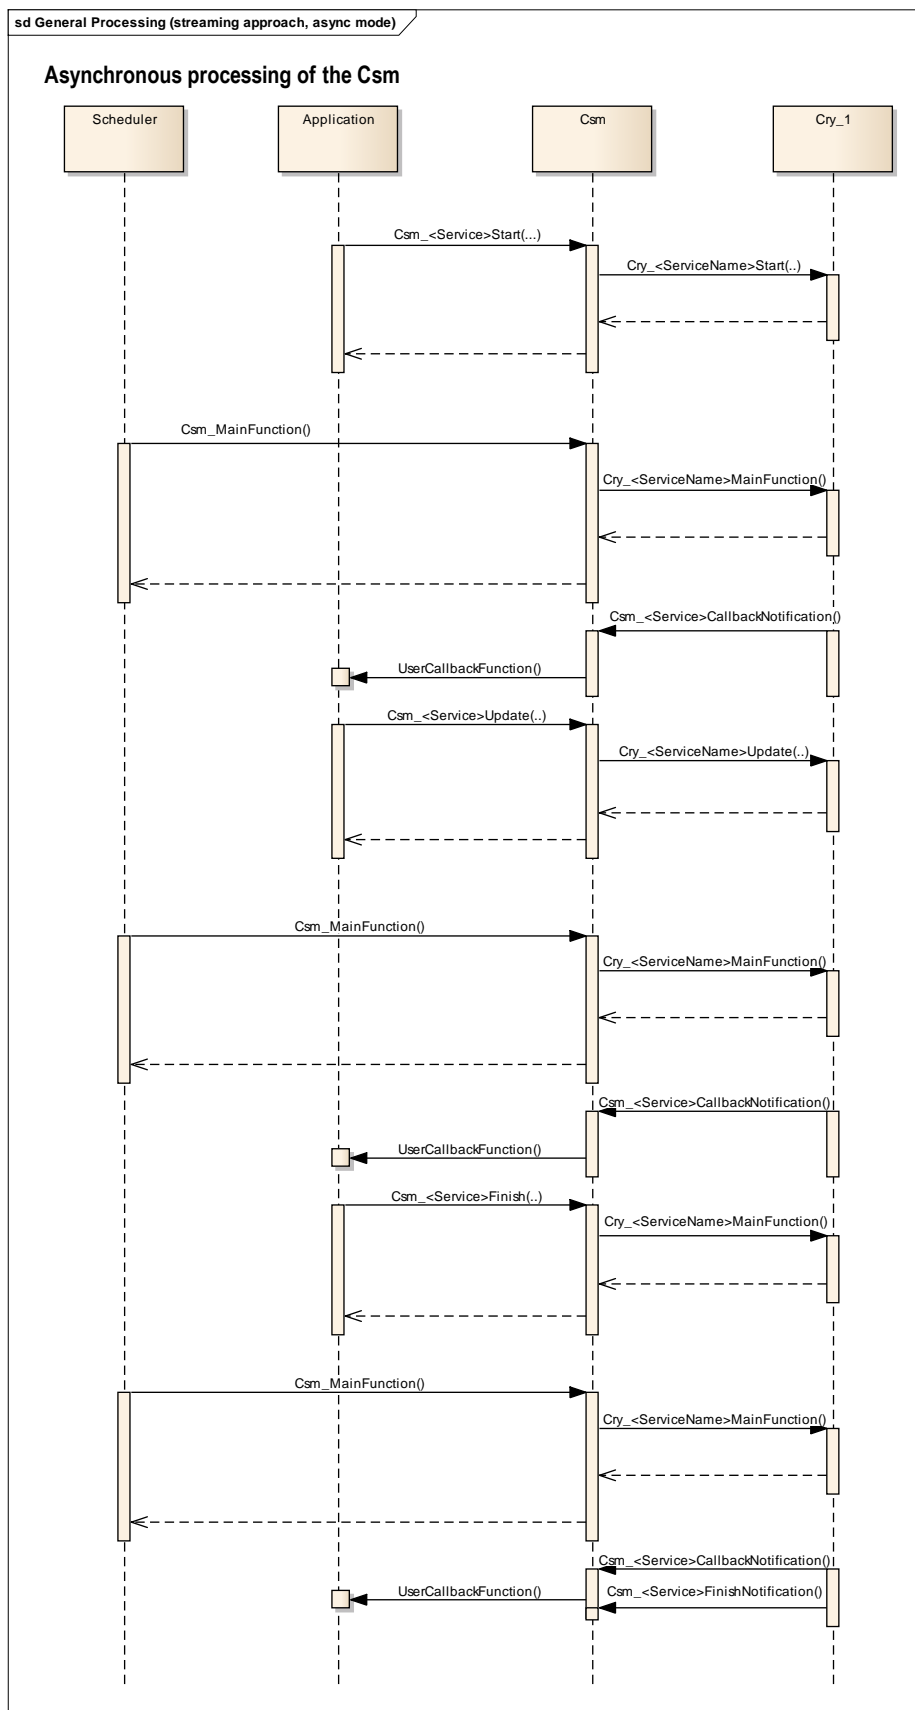 sd General Processing (streaming approach, async mode)
Asynchronous processing of the Csm
Scheduler
Application
Csm
Cry_1
Csm_<Service>Start(...)
Cry_<ServiceName>Start(..)
Csm_MainFunction()
Cry_<ServiceName>MainFunction()
Csm_<Service>CallbackNotification()
UserCallbackFunction()
Csm_<Service>Update(..)
Cry_<ServiceName>Update(..)
Csm_MainFunction()
Cry_<ServiceName>MainFunction()
Csm_<Service>CallbackNotification()
UserCallbackFunction()
Csm_<Service>Finish(..)
Cry_<ServiceName>MainFunction()
Csm_MainFunction()
Cry_<ServiceName>MainFunction()
Csm_<Service>CallbackNotification()
UserCallbackFunction()
Csm_<Service>FinishNotification()